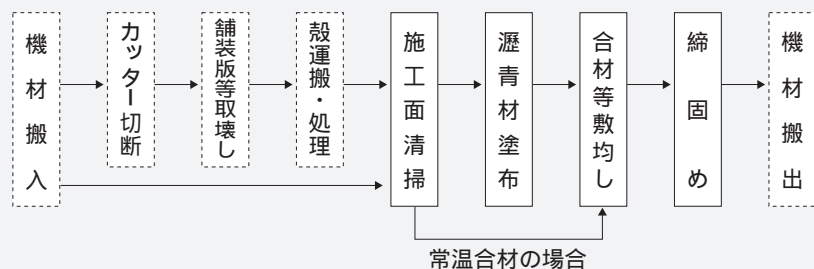 機材搬入
カッター切断
舗装版等取壊し
殻運搬・処理
施工面清掃
瀝青材塗布
合材等敷均し
締固め
機材搬出
常温合材の場合